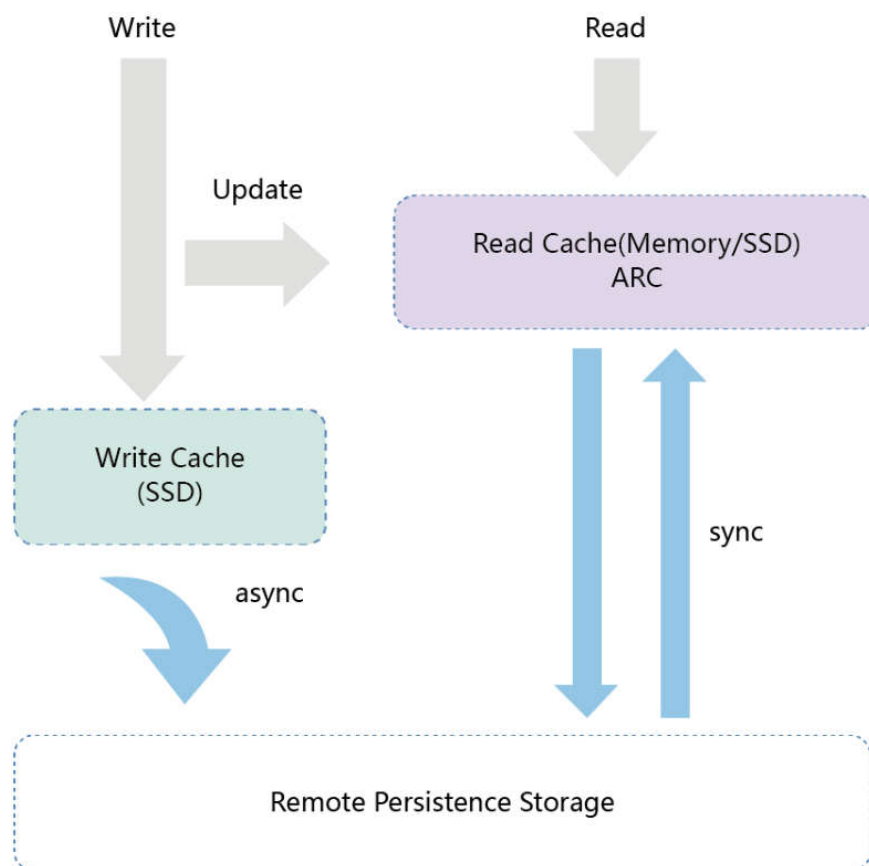 Write
Read
Update
Read Cache(Memory/SSD)
ARC
Write Cache
(SSD)
async
sync
Remote Persistence Storage